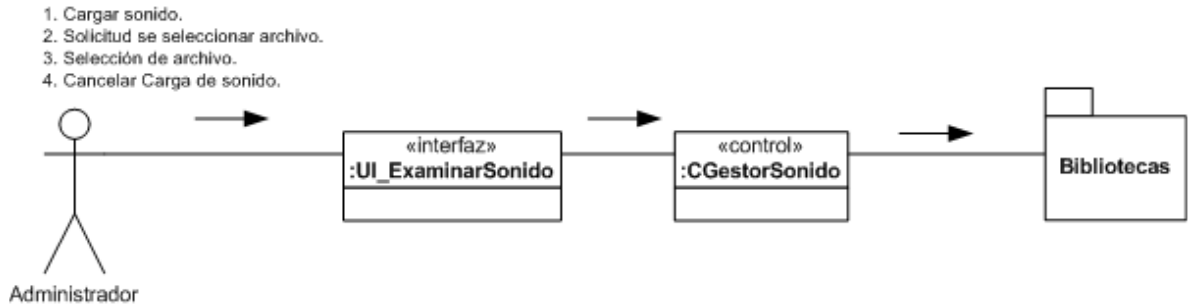 1. Cargar sonido.
2. Solicitud se seleccionar archivo.
3. Selección de archivo.
4. Cancelar Carga de sonido.
«interfaz»
:UI_ExaminarSonido
«control»
:CGestorSonido
Bibliotecas
Administrador